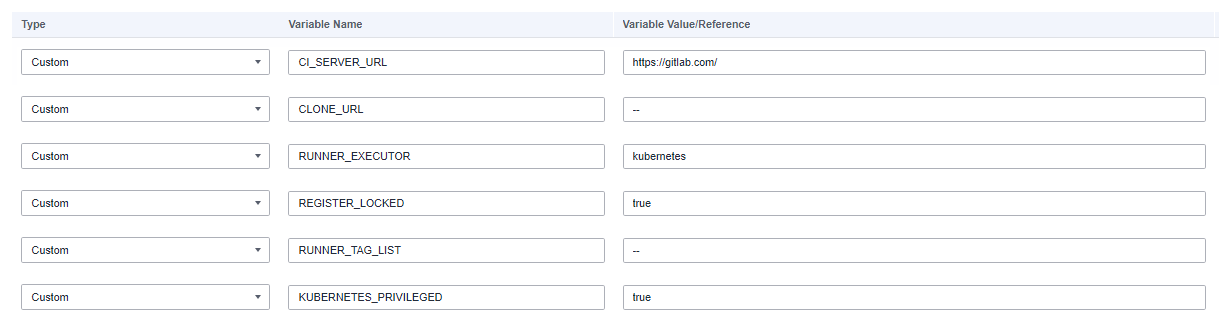 Type Variable Name Variable Value/Reference
Custom CI_SERVER_URL https://gitlab.com/
Custom CLONE_URL --
Custom RUNNER_EXECUTOR kubernetes
Custom REGISTER_LOCKED true
Custom RUNNER_TAG_LIST --
Custom KUBERNETES_PRIVILEGED true